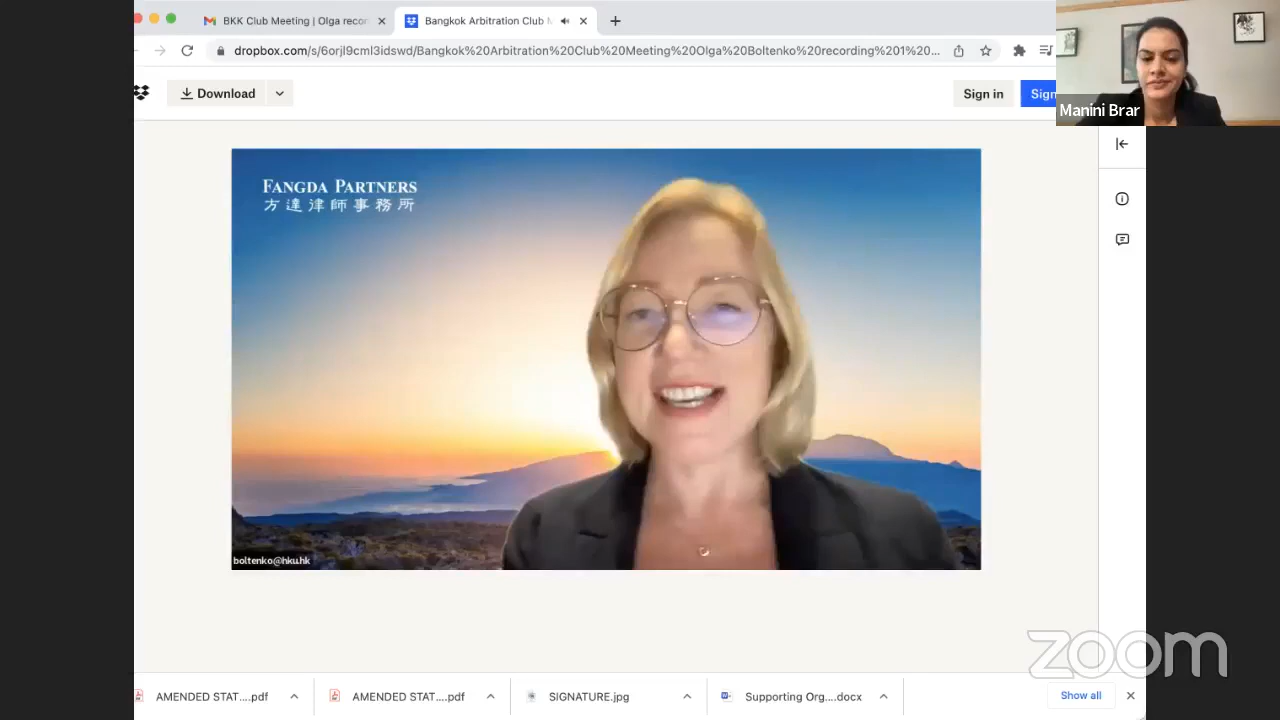 BKK Club Meeting | Olga recor
Bangkok Arbitration Club M
dropbox.com/s/6orjl9cml3idswd/Bangkok%20Arbitration%20Club%20Meeting%20Olga%20Boltenko%20recording%201%20...
Download
Sign in
Sign
Manini Brar
FANGDA PARTNERS
方達律師事務所
boltenko@hku.hk
zoom
AMENDED STAT....pdf
AMENDED STAT....pdf
SIGNATURE.jpg
Supporting Org....docx
Show all